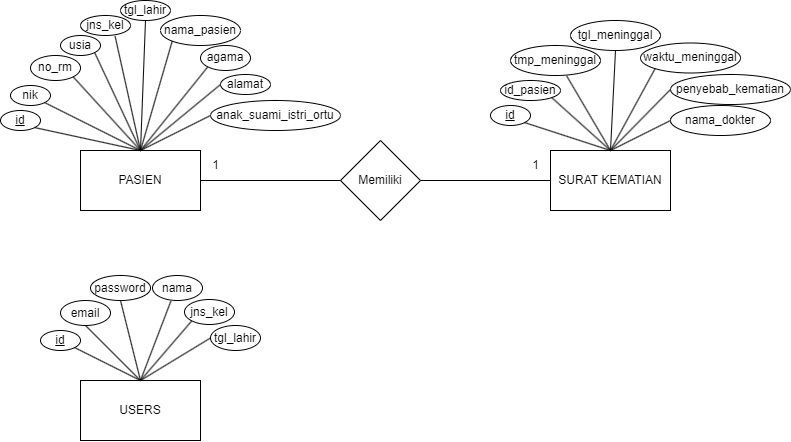 tgl_lahir
jns_kel
nama_pasien
usia
agama
no_rm
alamat
nik
anak_suami_istri_ortu
id
PASIEN
1
Memiliki
1
tgl_meninggal
tmp_meninggal
waktu_meninggal
id_pasien
penyebab_kematian
id
nama_dokter
SURAT KEMATIAN
password
nama
email
jns_kel
id
tgl_lahir
USERS